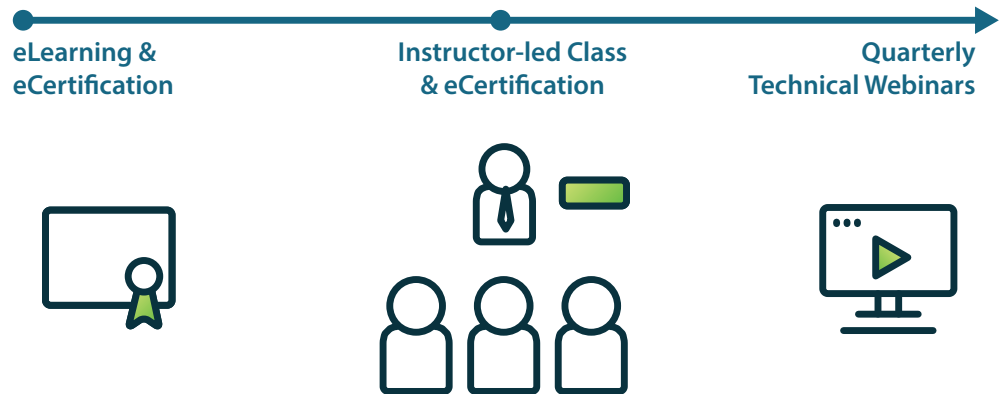 eLearning &
eCertification
Instructor-led Class
& eCertification
Quarterly
Technical Webinars